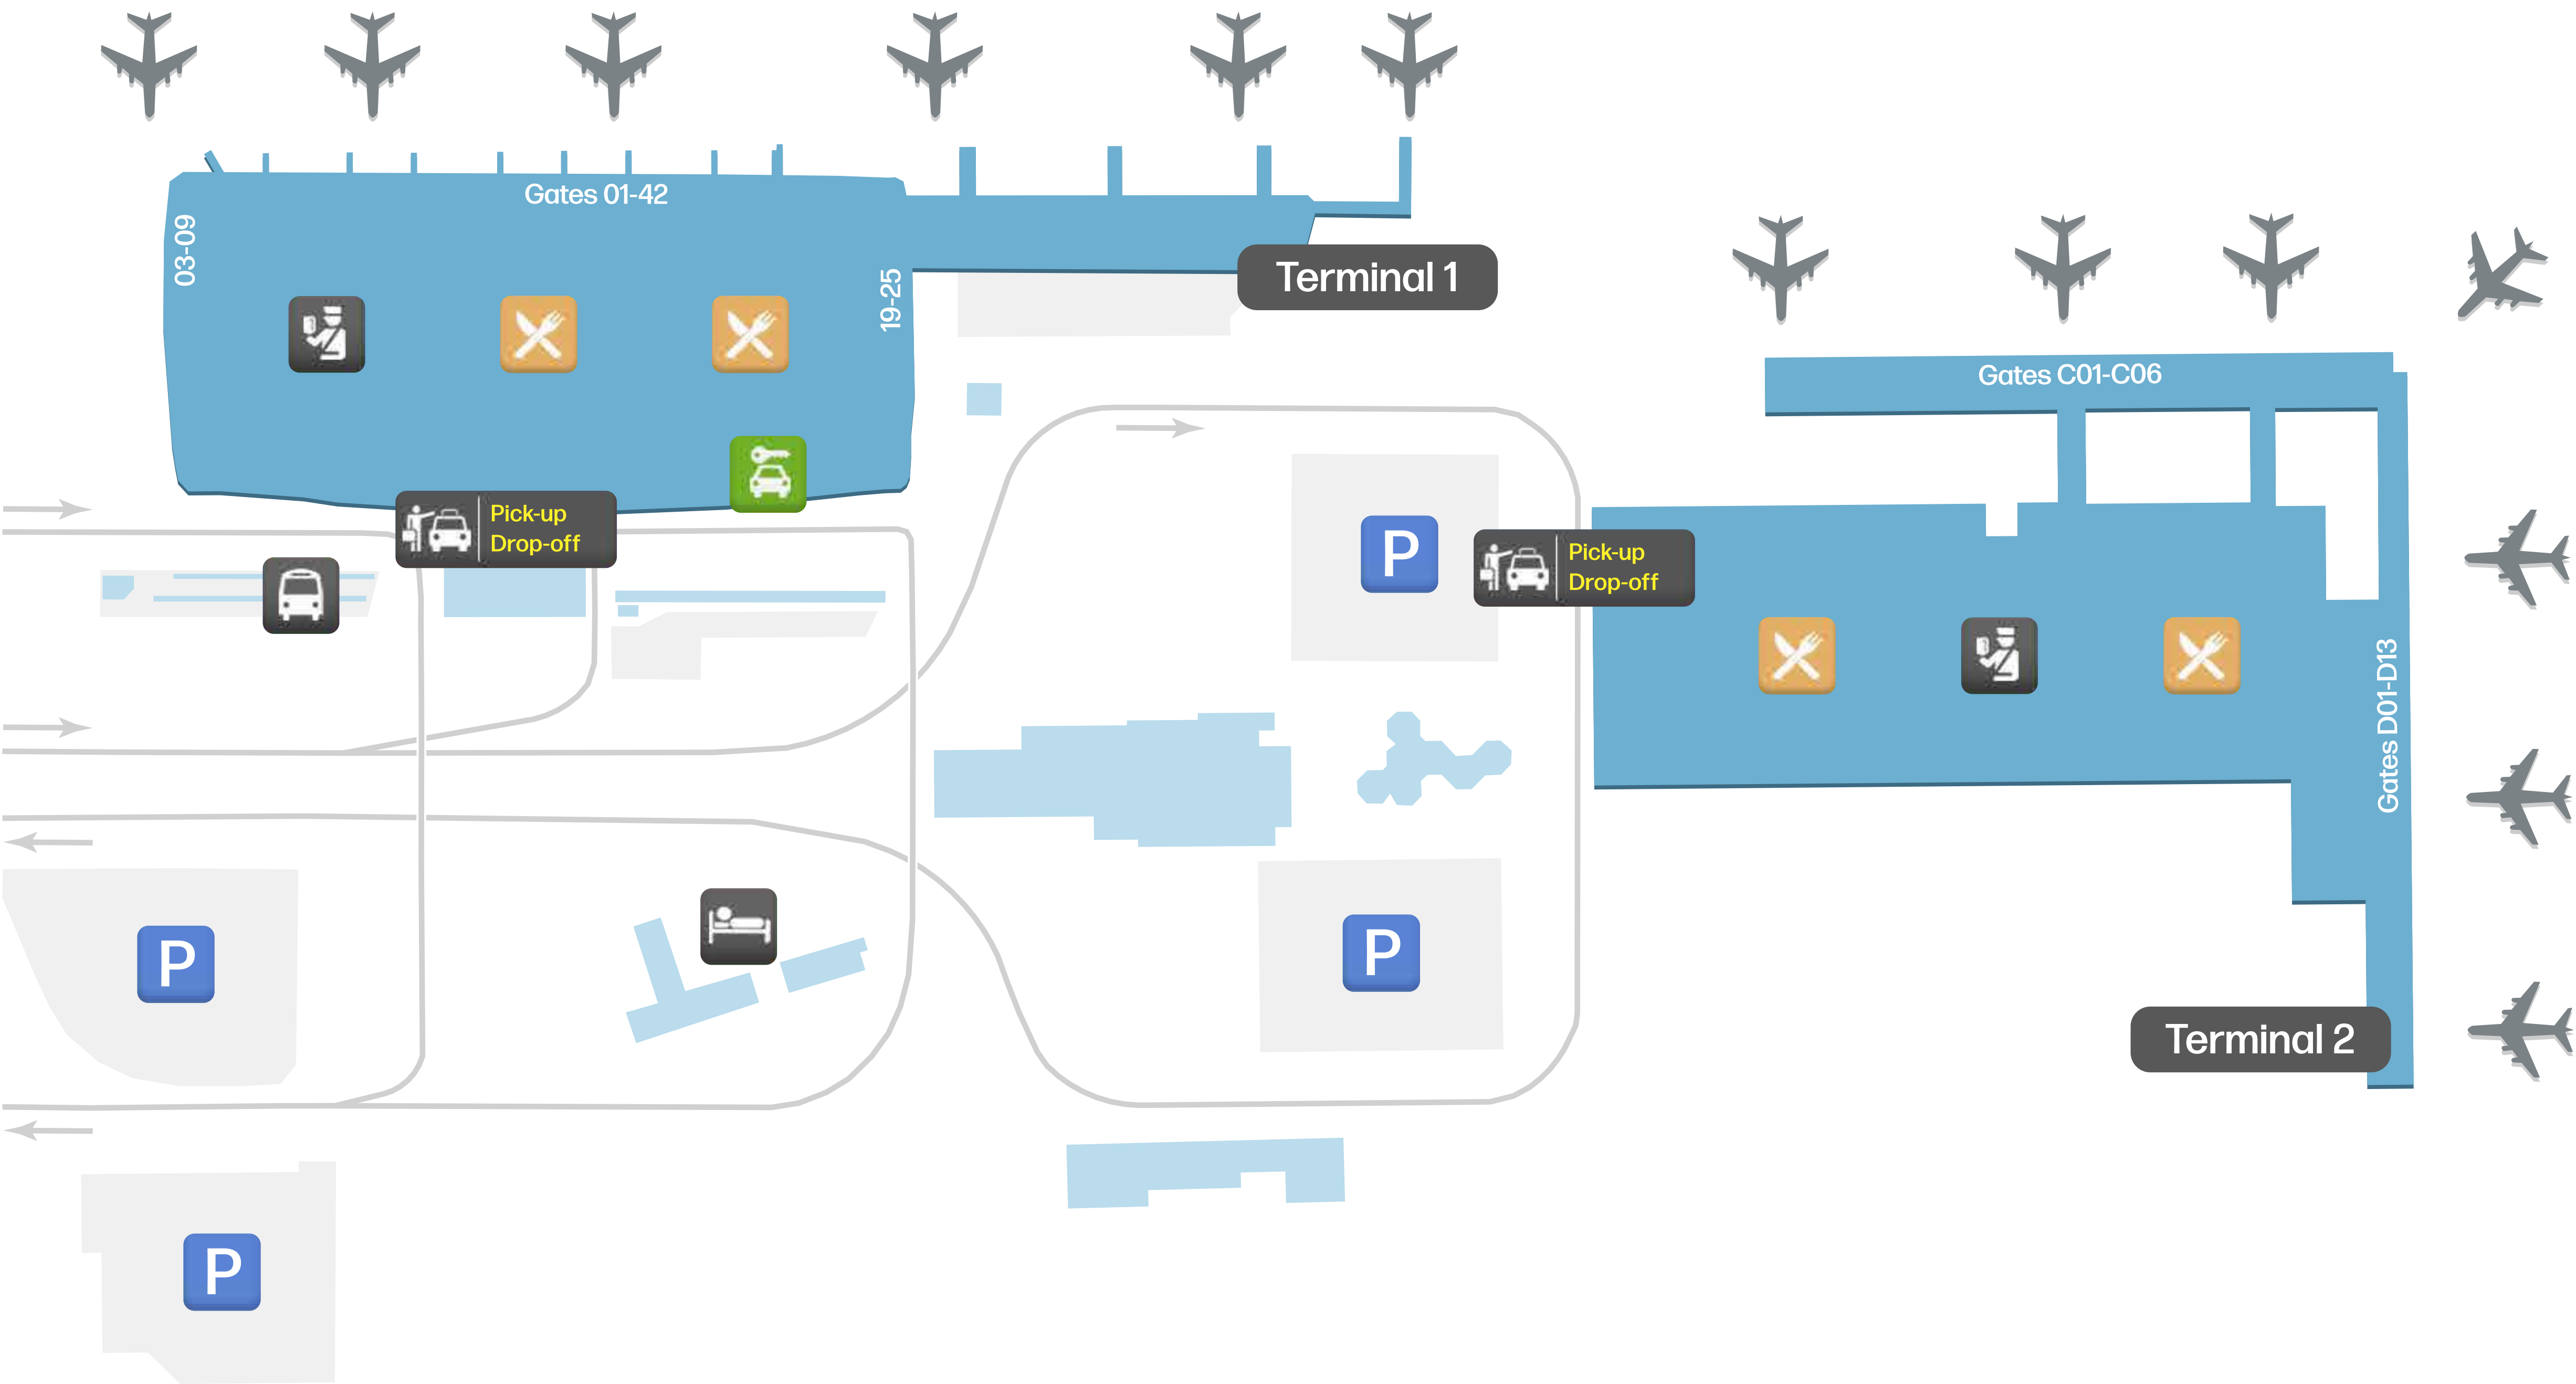 Gates 01-42
03-09
19-25
Terminal 1
Gates C01-C06
Pick-up
Drop-off
P
Pick-up
Drop-off
Gates D01-D13
P
P
Terminal 2
P